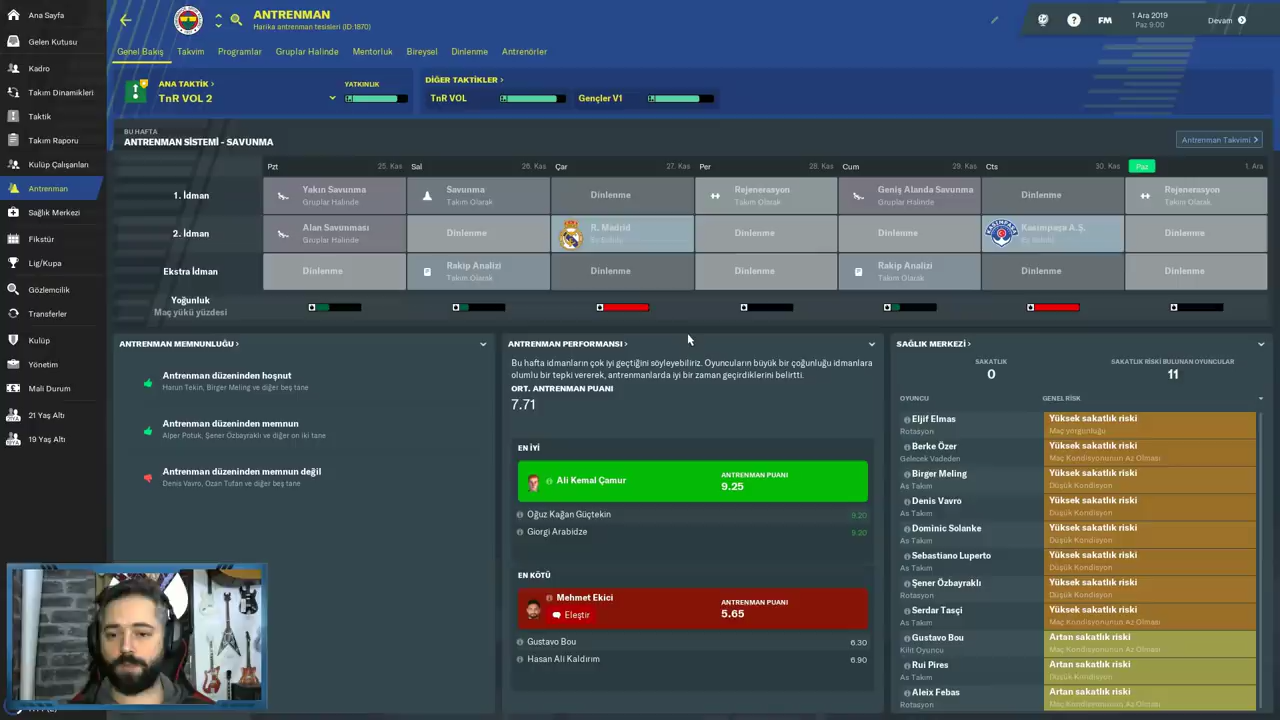 Ana Sayfa
Gelen Kutusu
Kadro
Takım Dinamikleri
Taktik
Takım Raporu
Kulüp Çalışanları
Antrenman
Sağlık Merkezi
Fikstür
Lig/Kupa
Gözlemcilik
Transferler
Kulüp
Yönetim
Mali Durum
21 Yaş Altı
19 Yaş Altı
ANTRENMAN
Harika antrenman tesisleri (ID:1870)
FM
1 Ara 2019
Paz 9:00
Devam
Genel Bakış Takvim Programlar Gruplar Halinde Mentorluk Bireysel Dinlenme Antrenörler
ANA TAKTİK
TnR VOL 2
YATKINLIK
DİĞER TAKTİKLER
TnR VOL
Gençler V1
BU HAFTA
ANTRENMAN SİSTEMİ - SAVUNMA
Antrenman Takvimi
Pzt 25. Kas Sal 26. Kas Çar 27. Kas Per 28. Kas Cum 29. Kas Cts 30. Kas Paz 1. Ara
1. İdman
Yakın Savunma
Gruplar Halinde
Savunma
Takım Olarak
Dinlenme
Rejenerasyon
Takım Olarak
Geniş Alanda Savunma
Gruplar Halinde
Dinlenme
Rejenerasyon
Takım Olarak
2. İdman
Alan Savunması
Gruplar Halinde
Dinlenme
R. Madrid
Dinlenme
Dinlenme
Kasımpaşa A.Ş.
Dinlenme
Ekstra İdman
Dinlenme
Rakip Analizi
Takım Olarak
Dinlenme
Dinlenme
Rakip Analizi
Takım Olarak
Dinlenme
Dinlenme
Yoğunluk
Maç yükü yüzdesi
ANTRENMAN MEMNUNLUĞU
Antrenman düzeninden hoşnut
Harun Tekin, Birger Meling ve diğer beş tane
Antrenman düzeninden memnun
Alper Potuk, Şener Özbayraklı ve diğer on iki tane
Antrenman düzeninden memnun değil
Denis Vavro, Ozan Tufan ve diğer beş tane
ANTRENMAN PERFORMANSI
Bu hafta idmanların çok iyi geçtiğini söyleyebiliriz. Oyuncuların büyük bir çoğunluğu idmanlara
olumlu bir tepki vererek, antrenmanlarda iyi bir zaman geçirdiklerini belirtti.
ORT. ANTRENMAN PUANI
7.71
EN İYİ
Ali Kemal Çamur
ANTRENMAN PUANI
9.25
Oğuz Kağan Güçtekin 9.20
Giorgi Arabidze 9.20
EN KÖTÜ
Mehmet Ekici
Eleştir
ANTRENMAN PUANI
5.65
Gustavo Bou 6.30
Hasan Ali Kaldırım 6.90
SAĞLIK MERKEZİ
SAKATLIK
0
SAKATLIK RİSKİ BULUNAN OYUNCULAR
11
OYUNCU GENEL RİSK
Eljif Elmas Yüksek sakatlık riski
Rotasyon Maç yorgunluğu
Berke Özer Yüksek sakatlık riski
Gelecek Vadeden Maç Kondisyonunun Az Olması
Birger Meling Yüksek sakatlık riski
As Takım Düşük Kondisyon
Denis Vavro Yüksek sakatlık riski
As Takım Düşük Kondisyon
Dominic Solanke Yüksek sakatlık riski
As Takım Düşük Kondisyon
Sebastiano Luperto Yüksek sakatlık riski
As Takım Düşük Kondisyon
Şener Özbayraklı Yüksek sakatlık riski
Rotasyon Düşük Kondisyon
Serdar Tasçi Yüksek sakatlık riski
As Takım Maç Kondisyonunun Az Olması
Gustavo Bou Artan sakatlık riski
Kilit Oyuncu Maç Kondisyonunun Az Olması
Rui Pires Artan sakatlık riski
As Takım Düşük Kondisyon
Aleix Febas Artan sakatlık riski
Rotasyon Maç Kondisyonunun Az Olması